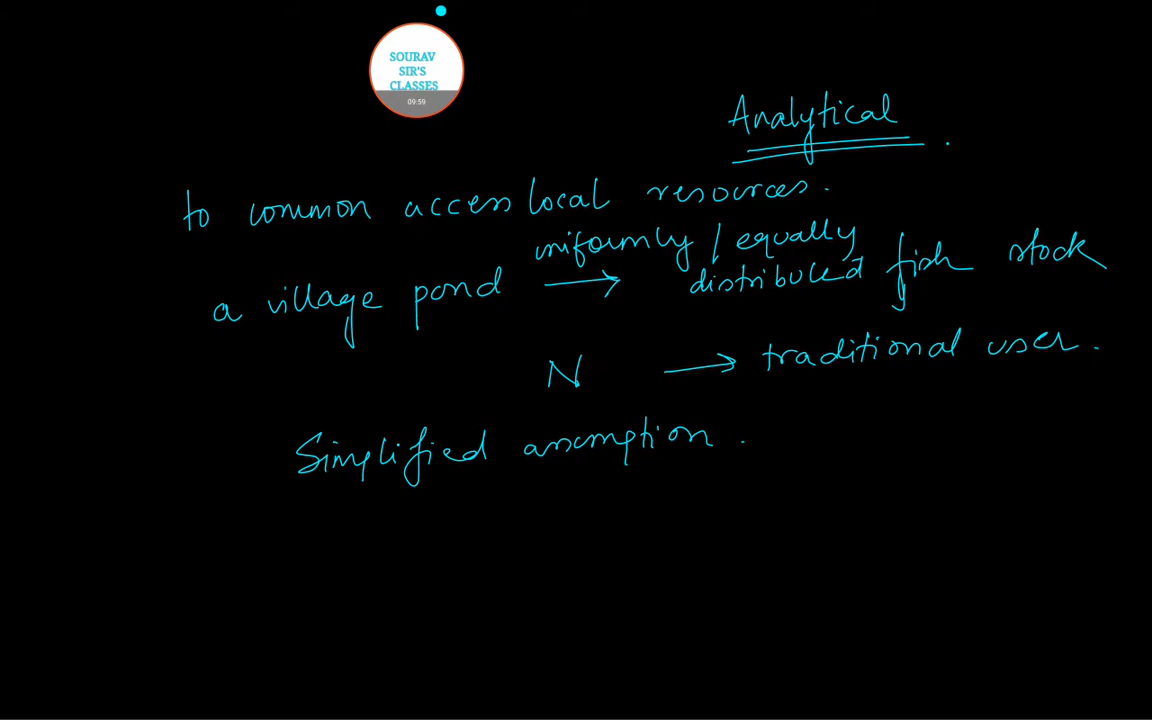 SOURAV
SIR'S
CLASSES
09:59
Analytical .
to common access local resources.
uniformly / equally
a village pond → distributed fish stock
N → traditional user .
Simplified assumption .